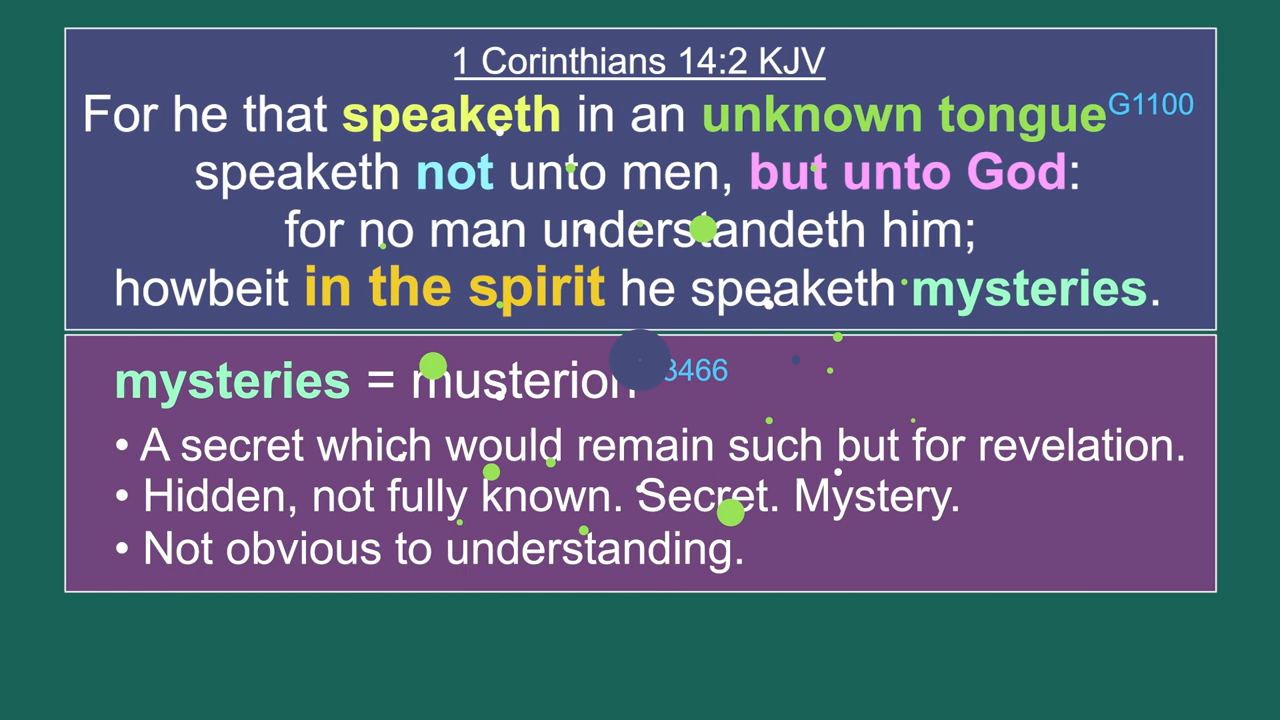 1 Corinthians 14:2 KJV
For he that speaketh in an unknown tongueG1100
speaketh not unto men, but unto God:
for no man understandeth him;
howbeit in the spirit he speaketh mysteries.
mysteries = musterion 3466
• A secret which would remain such but for revelation.
• Hidden, not fully known. Secret. Mystery.
• Not obvious to understanding.